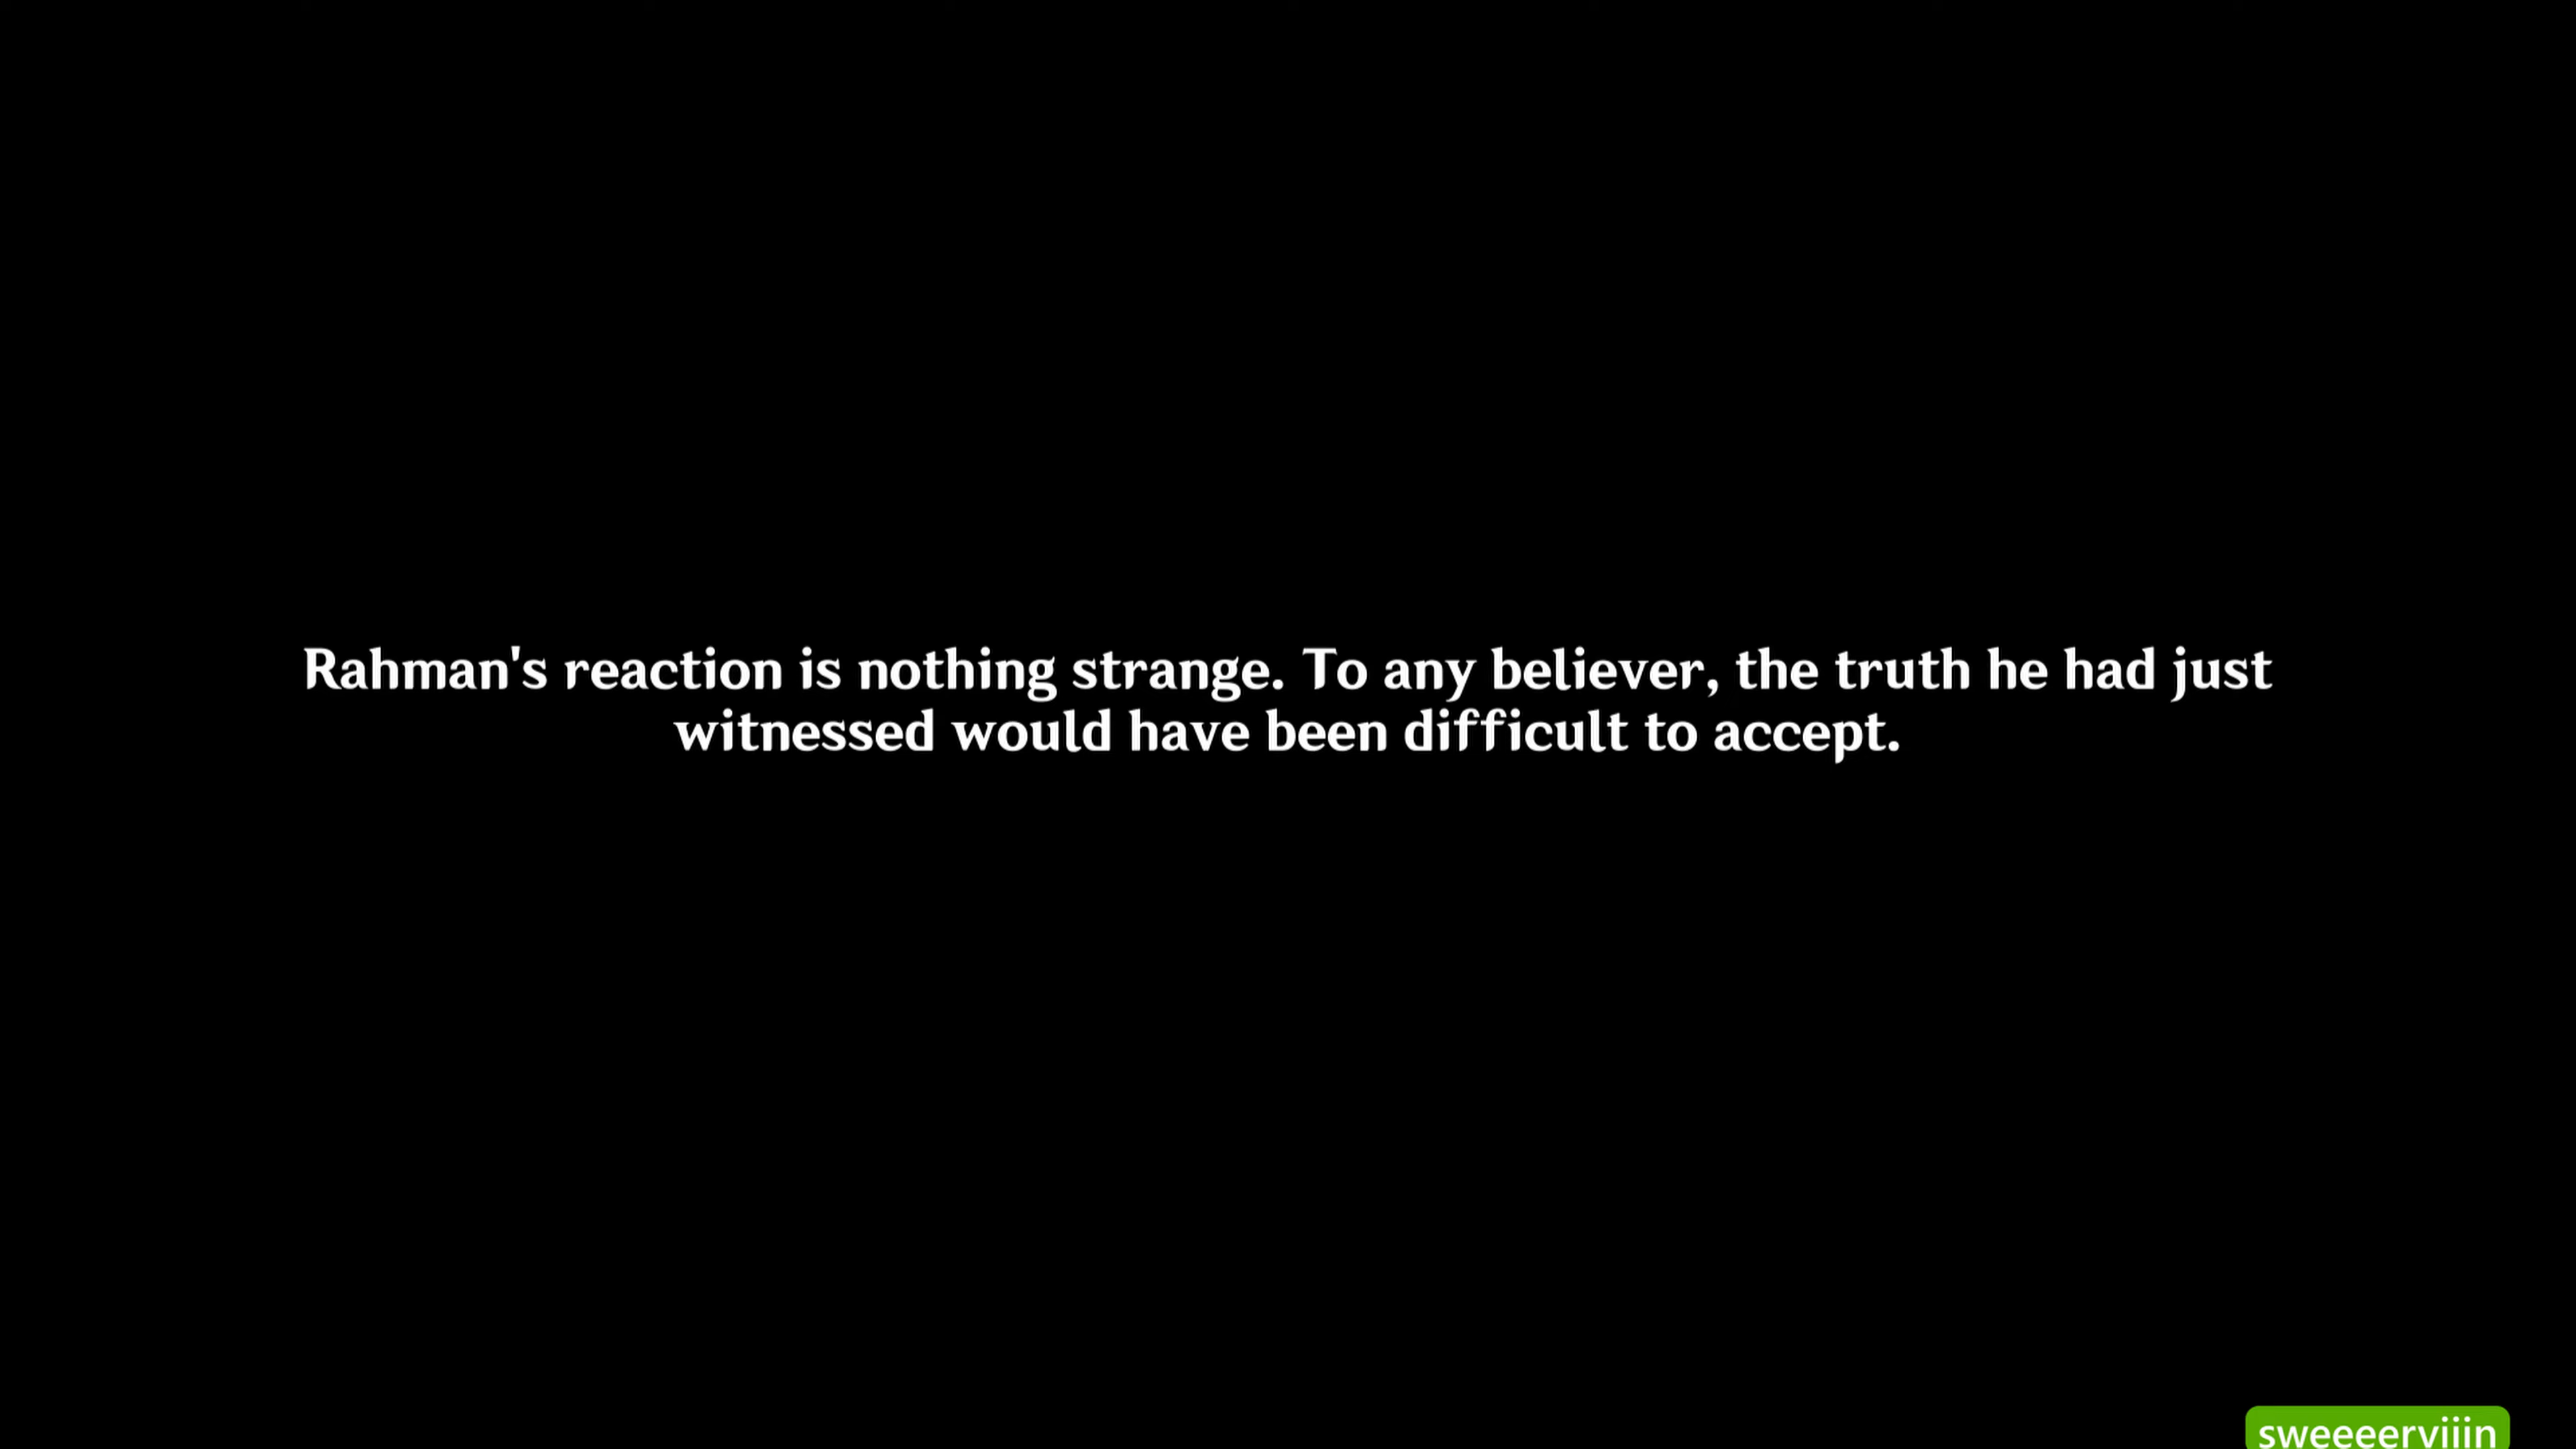 Rahman's reaction is nothing strange. To any believer, the truth he had just
witnessed would have been difficult to accept.
sweeeerviiin